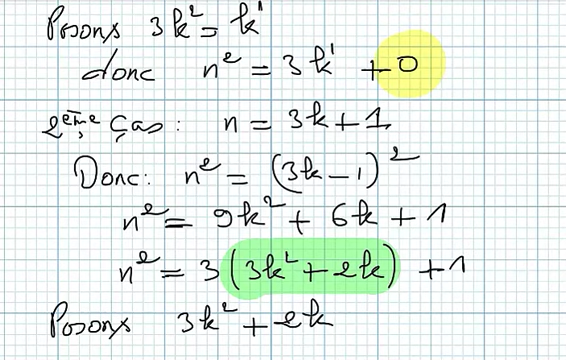 Posons 3k² = k'
donc n² = 3k' + 0
2ème Cas : n = 3k + 1
Donc : n² = (3k - 1)²
n² = 9k² + 6k + 1
n² = 3 (3k² + 2k) + 1
Posons 3k² + 2k